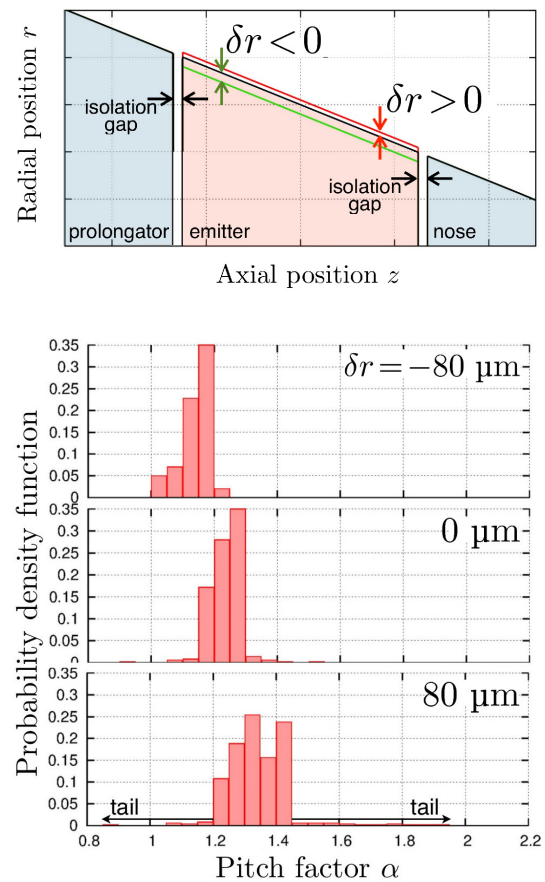 Radial position r
δr < 0
δr > 0
isolation
gap
isolation
gap
prolongator
emitter
nose
Axial position z
Probability density function
0.35
0.3
0.25
0.2
0.15
0.1
0.05
0
δr = −80 µm
0.35
0.3
0.25
0.2
0.15
0.1
0.05
0
0 µm
0.35
0.3
0.25
0.2
0.15
0.1
0.05
0
80 µm
tail
tail
0.8 1 1.2 1.4 1.6 1.8 2 2.2
Pitch factor α